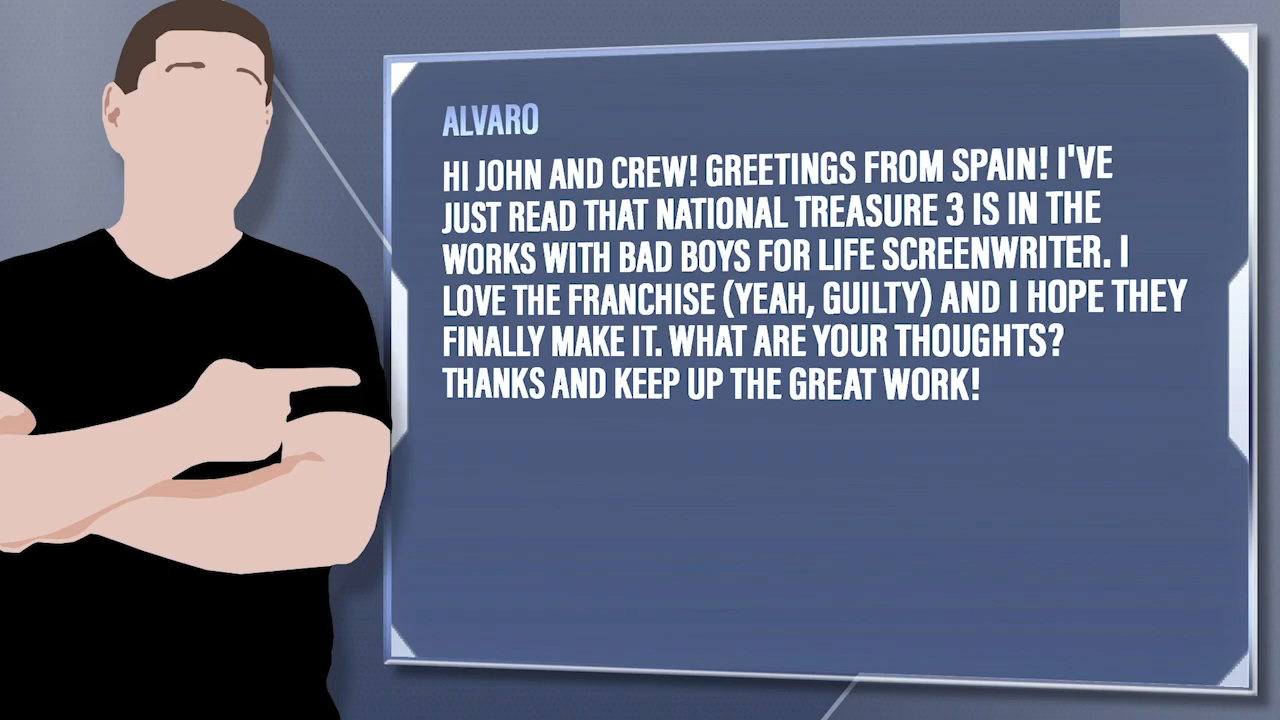 ALVARO
HI JOHN AND CREW! GREETINGS FROM SPAIN! I'VE
JUST READ THAT NATIONAL TREASURE 3 IS IN THE
WORKS WITH BAD BOYS FOR LIFE SCREENWRITER. I
LOVE THE FRANCHISE (YEAH, GUILTY) AND I HOPE THEY
FINALLY MAKE IT. WHAT ARE YOUR THOUGHTS?
THANKS AND KEEP UP THE GREAT WORK!